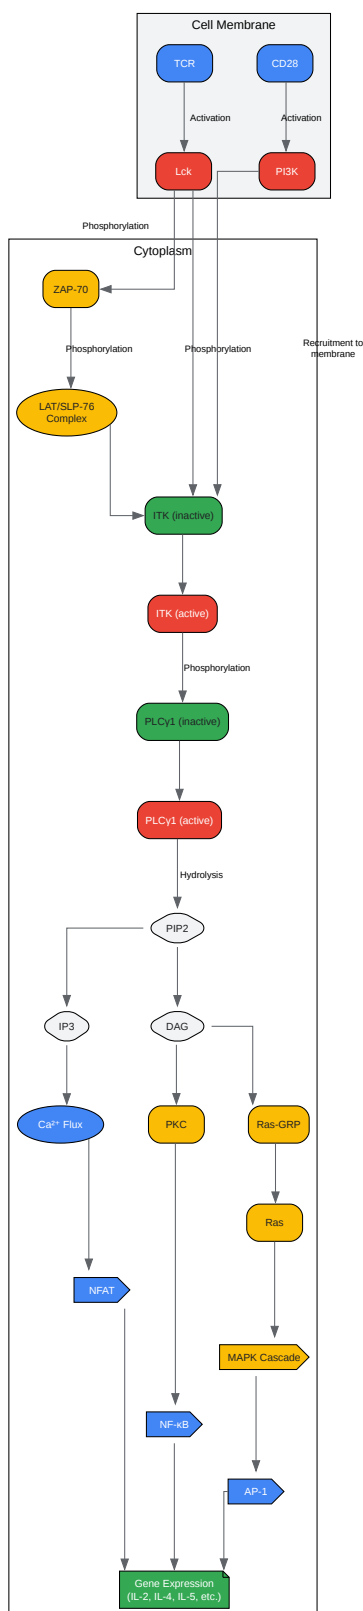 Cell Membrane
TCR
CD28
Activation
Activation
Lck
PI3K
Phosphorylation
Cytoplasm
ZAP-70
Phosphorylation
Phosphorylation
Recruitment to
membrane
LAT/SLP-76
Complex
ITK (inactive)
ITK (active)
Phosphorylation
PLCγ1 (inactive)
PLCγ1 (active)
Hydrolysis
PIP2
IP3
DAG
Ca²⁺ Flux
PKC
Ras-GRP
Ras
NFAT
MAPK Cascade
NF-κB
AP-1
Gene Expression
(IL-2, IL-4, IL-5, etc.)